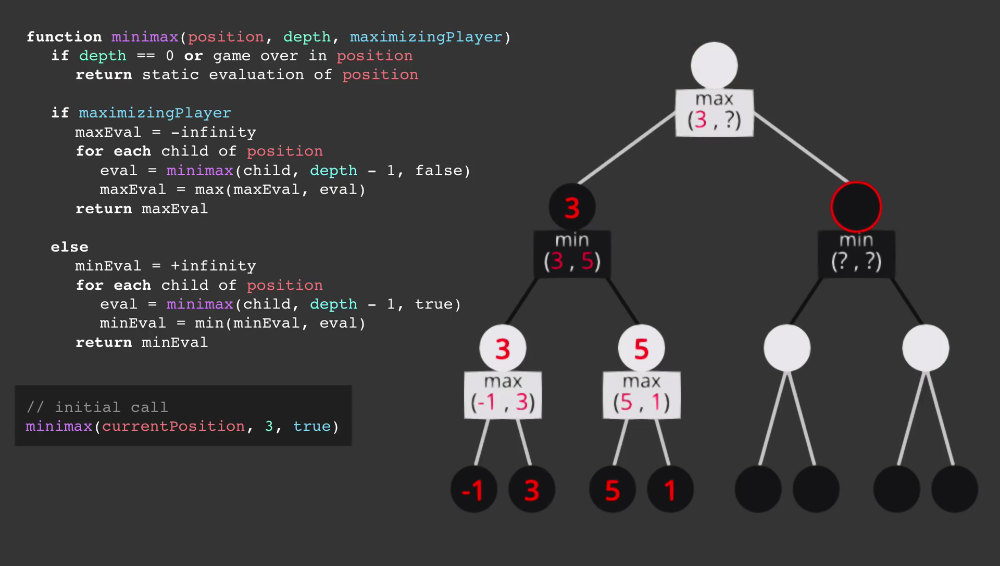 function minimax(position, depth, maximizingPlayer)
if depth == 0 or game over in position
return static evaluation of position
if maximizingPlayer
maxEval = -infinity
for each child of position
eval = minimax(child, depth - 1, false)
maxEval = max(maxEval, eval)
return maxEval
else
minEval = +infinity
for each child of position
eval = minimax(child, depth - 1, true)
minEval = min(minEval, eval)
return minEval
// initial call
minimax(currentPosition, 3, true)
max
(3 , ?)
3
min
(3 , 5)
min
(? , ?)
3
max
(-1 , 3)
5
max
(5 , 1)
-1
3
5
1